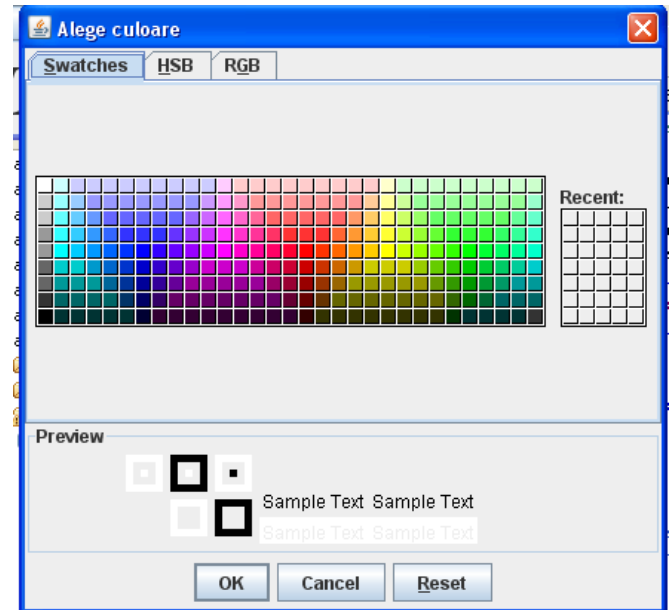 Alege culoare
Swatches HSB RGB
Recent:
Preview
Sample Text Sample Text
Sample Text Sample Text
OK Cancel Reset